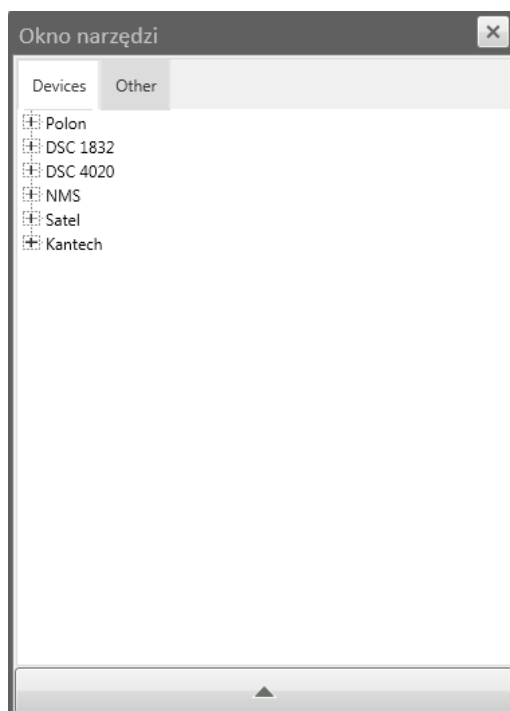 Okno narzędzi
Devices Other
Polon
DSC 1832
DSC 4020
NMS
Satel
Kantech